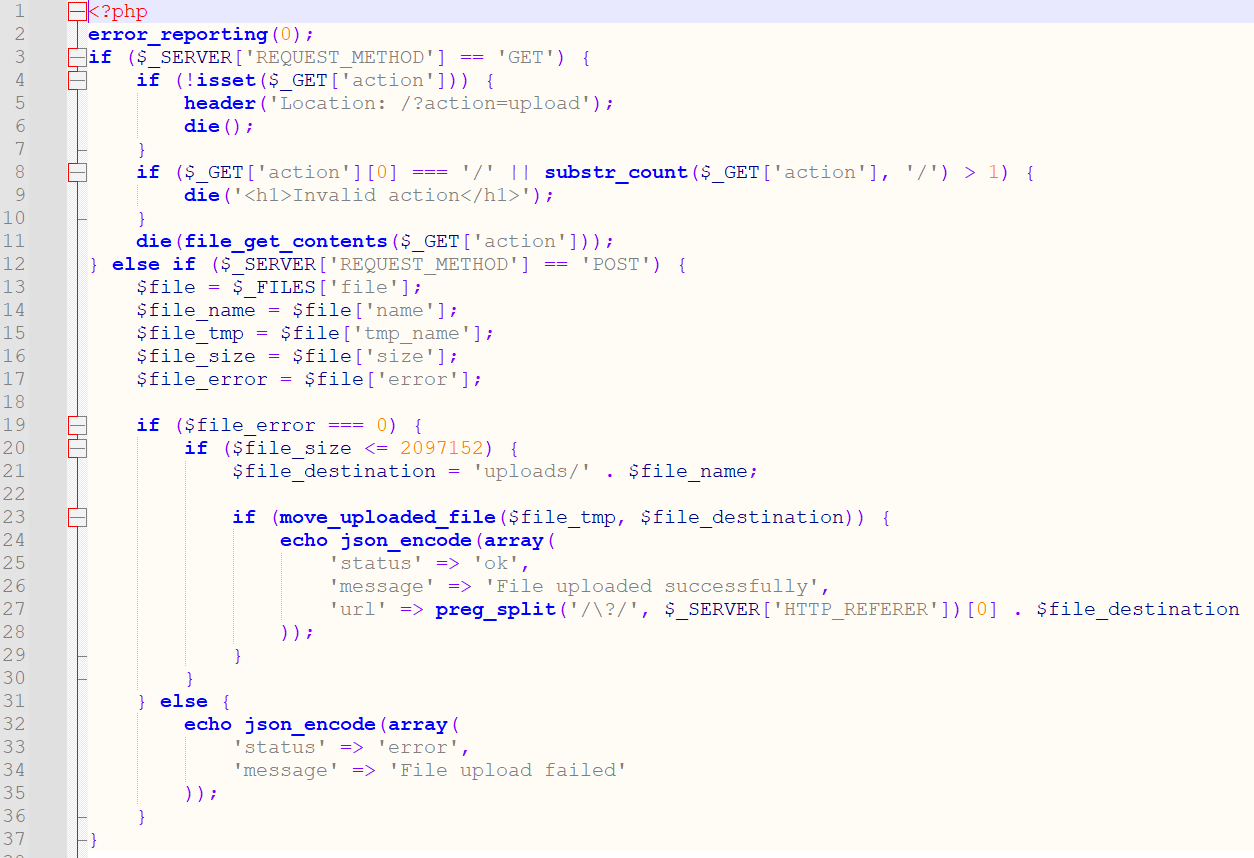 1 <?php
2 error_reporting(0);
3 if ($_SERVER['REQUEST_METHOD'] == 'GET') {
4     if (!isset($_GET['action'])) {
5         header('Location: /?action=upload');
6         die();
7     }
8     if ($_GET['action'][0] === '/' || substr_count($_GET['action'], '/') > 1) {
9         die('<h1>Invalid action</h1>');
10     }
11     die(file_get_contents($_GET['action']));
12 } else if ($_SERVER['REQUEST_METHOD'] == 'POST') {
13     $file = $_FILES['file'];
14     $file_name = $file['name'];
15     $file_tmp = $file['tmp_name'];
16     $file_size = $file['size'];
17     $file_error = $file['error'];
18
19     if ($file_error === 0) {
20         if ($file_size <= 2097152) {
21             $file_destination = 'uploads/' . $file_name;
22
23             if (move_uploaded_file($file_tmp, $file_destination)) {
24                 echo json_encode(array(
25                     'status' => 'ok',
26                     'message' => 'File uploaded successfully',
27                     'url' => preg_split('/\?/', $_SERVER['HTTP_REFERER'])[0] . $file_destination
28                 ));
29             }
30         }
31     } else {
32         echo json_encode(array(
33             'status' => 'error',
34             'message' => 'File upload failed'
35         ));
36     }
37 }